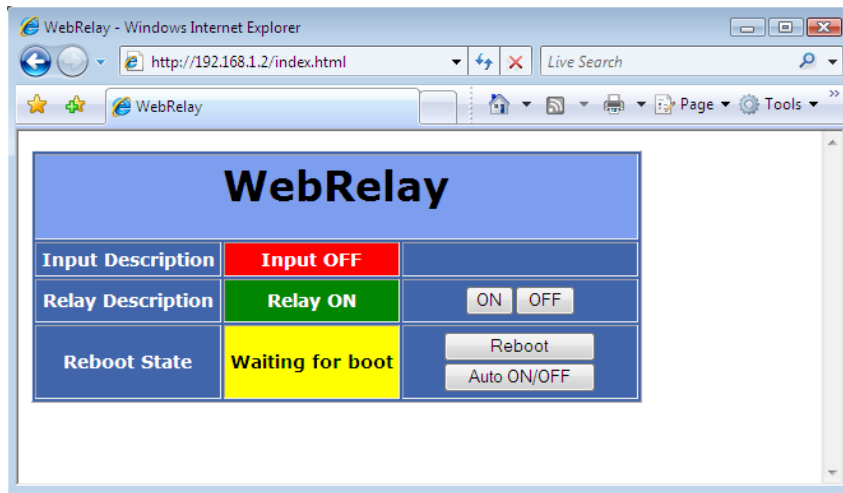 WebRelay - Windows Internet Explorer
http://192.168.1.2/index.html
Live Search
WebRelay
Page
Tools
WebRelay
Input Description Input OFF
Relay Description Relay ON ON OFF
Reboot State Waiting for boot Reboot
Auto ON/OFF